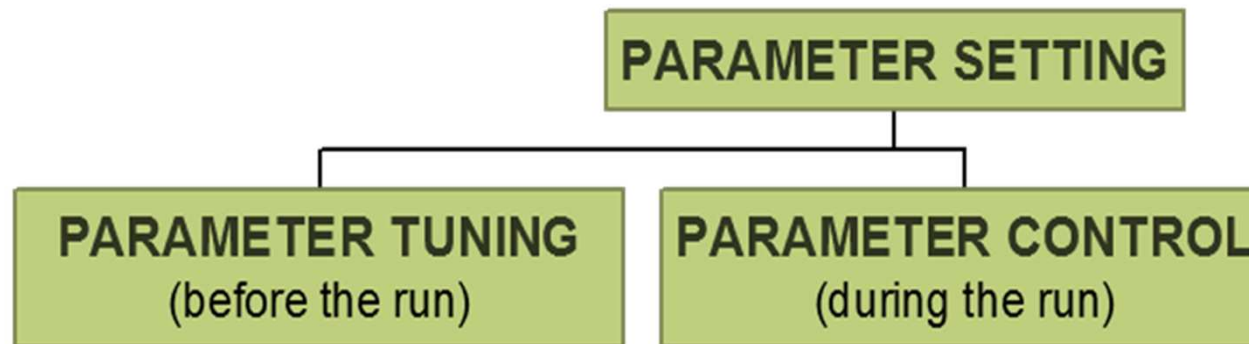 PARAMETER SETTING
PARAMETER TUNING
(before the run)
PARAMETER CONTROL
(during the run)